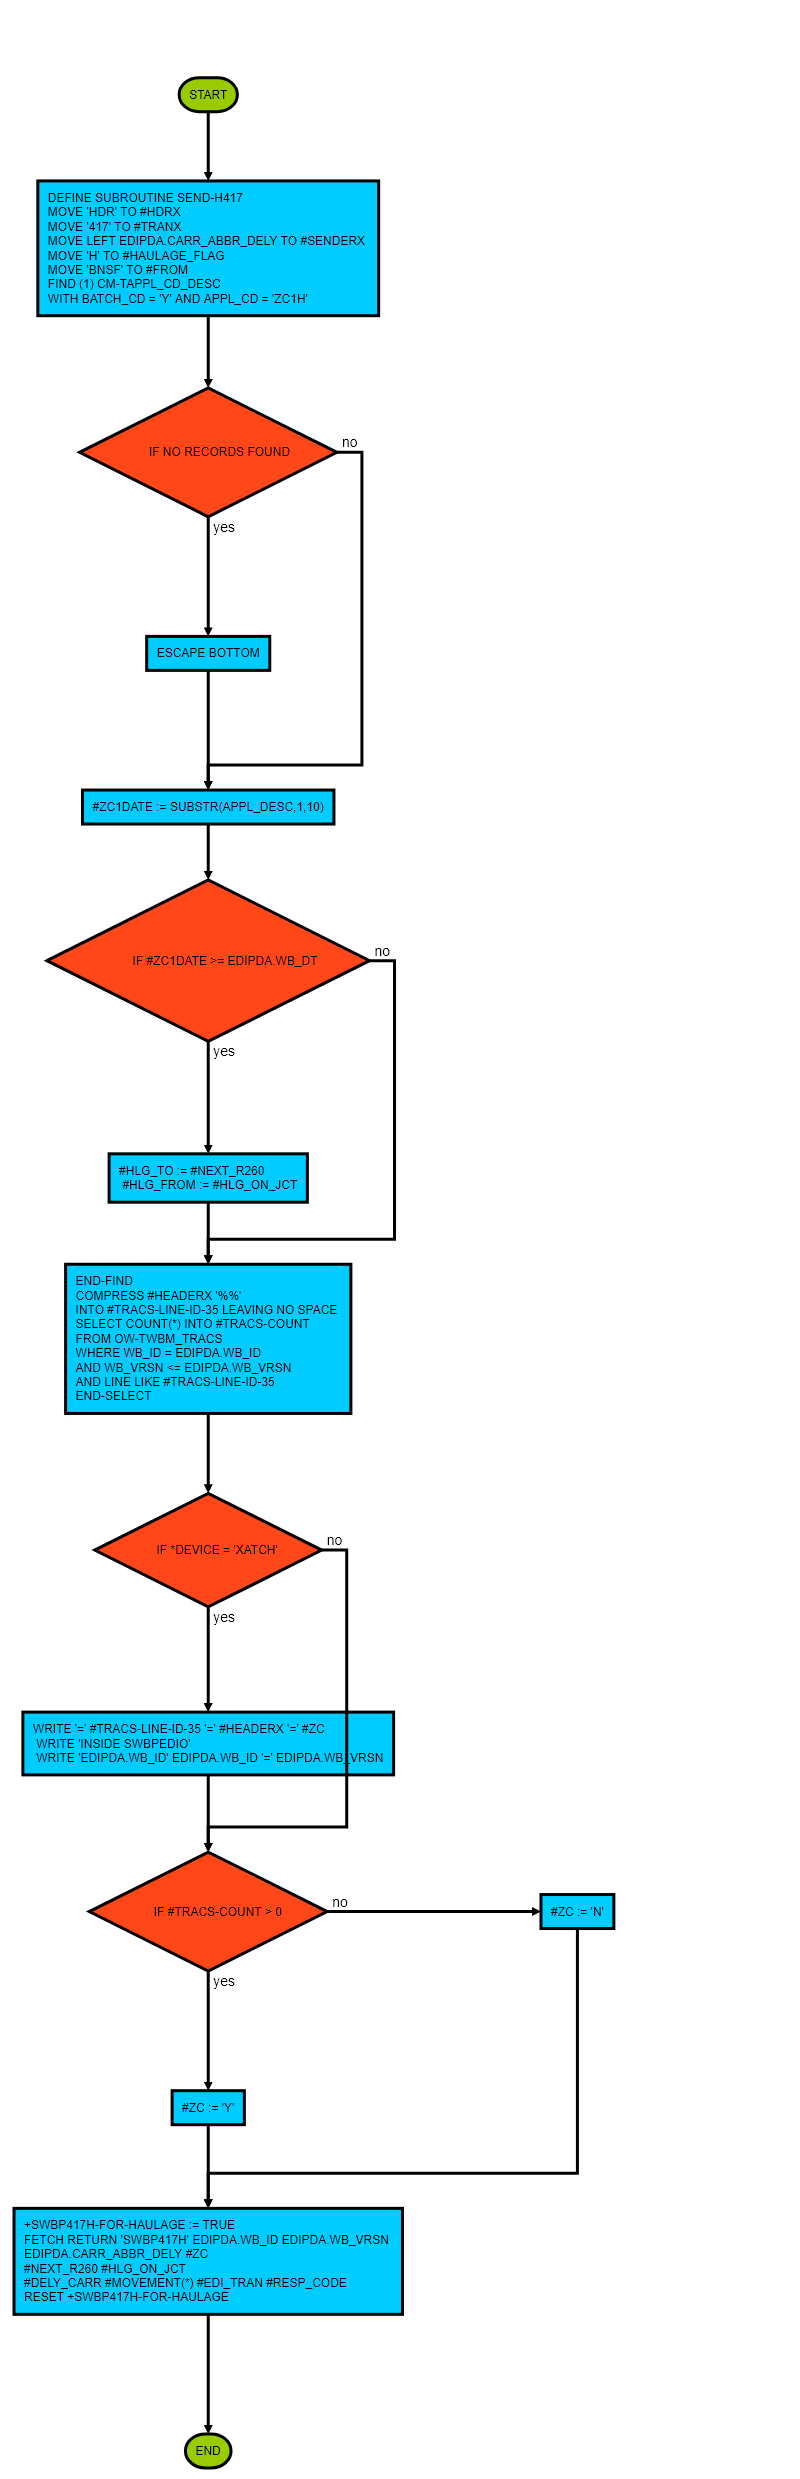 START
DEFINE SUBROUTINE SEND-H417
MOVE 'HDR' TO #HDRX
MOVE '417' TO #TRANX
MOVE LEFT EDIPDA.CARR_ABBR_DELY TO #SENDERX
MOVE 'H' TO #HAULAGE_FLAG
MOVE 'BNSF' TO #FROM
FIND (1) CM-TAPPL_CD_DESC
WITH BATCH_CD = 'Y' AND APPL_CD = 'ZC1H'
IF NO RECORDS FOUND
no
yes
ESCAPE BOTTOM
#ZC1DATE := SUBSTR(APPL_DESC,1,10)
IF #ZC1DATE >= EDIPDA.WB_DT
no
yes
#HLG_TO := #NEXT_R260
#HLG_FROM := #HLG_ON_JCT
END-FIND
COMPRESS #HEADERX '%%'
INTO #TRACS-LINE-ID-35 LEAVING NO SPACE
SELECT COUNT(*) INTO #TRACS-COUNT
FROM OW-TWBM_TRACS
WHERE WB_ID = EDIPDA.WB_ID
AND WB_VRSN <= EDIPDA.WB_VRSN
AND LINE LIKE #TRACS-LINE-ID-35
END-SELECT
IF *DEVICE = 'XATCH'
no
yes
WRITE '=' #TRACS-LINE-ID-35 '=' #HEADERX '=' #ZC
WRITE 'INSIDE SWBPEDIO'
WRITE 'EDIPDA.WB_ID' EDIPDA.WB_ID '=' EDIPDA.WB_VRSN
IF #TRACS-COUNT > 0
no
#ZC := 'N'
yes
#ZC := 'Y'
+SWBP417H-FOR-HAULAGE := TRUE
FETCH RETURN 'SWBP417H' EDIPDA.WB_ID EDIPDA.WB_VRSN
EDIPDA.CARR_ABBR_DELY #ZC
#NEXT_R260 #HLG_ON_JCT
#DELY_CARR #MOVEMENT(*) #EDI_TRAN #RESP_CODE
RESET +SWBP417H-FOR-HAULAGE
END